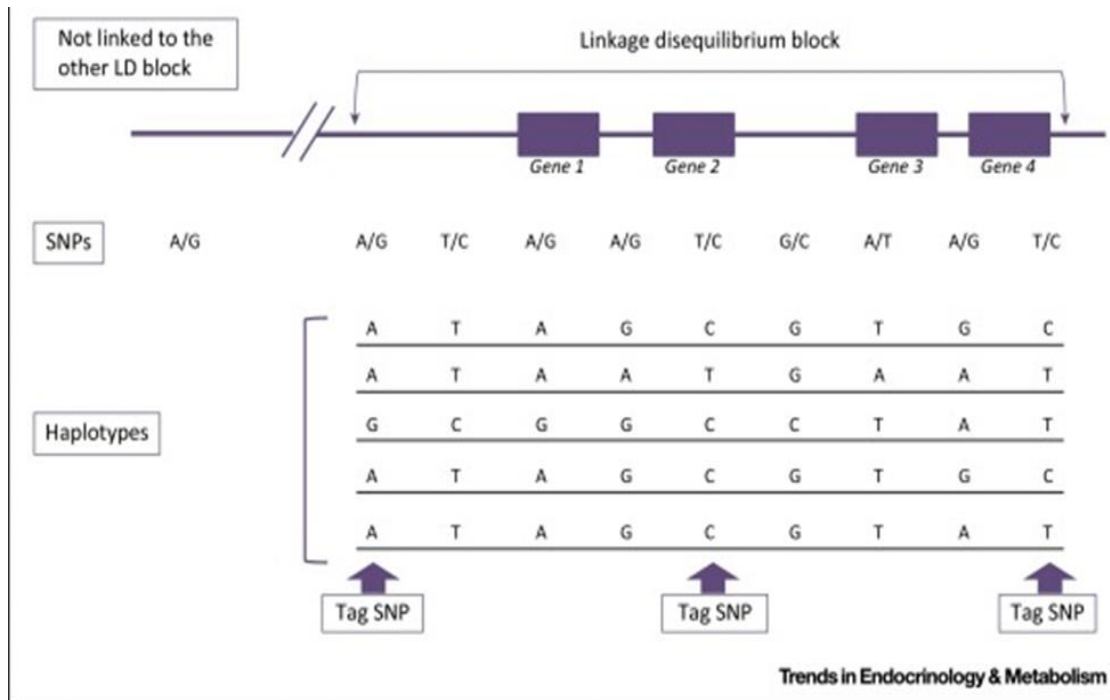 Not linked to the
other LD block
Linkage disequilibrium block
Gene 1 Gene 2 Gene 3 Gene 4
SNPs A/G A/G T/C A/G A/G T/C G/C A/T A/G T/C
A T A G C G T G C
A T A A T G A A T
Haplotypes
G C G G C C T A T
A T A G C G T G C
A T A G C G T A T
Tag SNP Tag SNP Tag SNP
Trends in Endocrinology & Metabolism